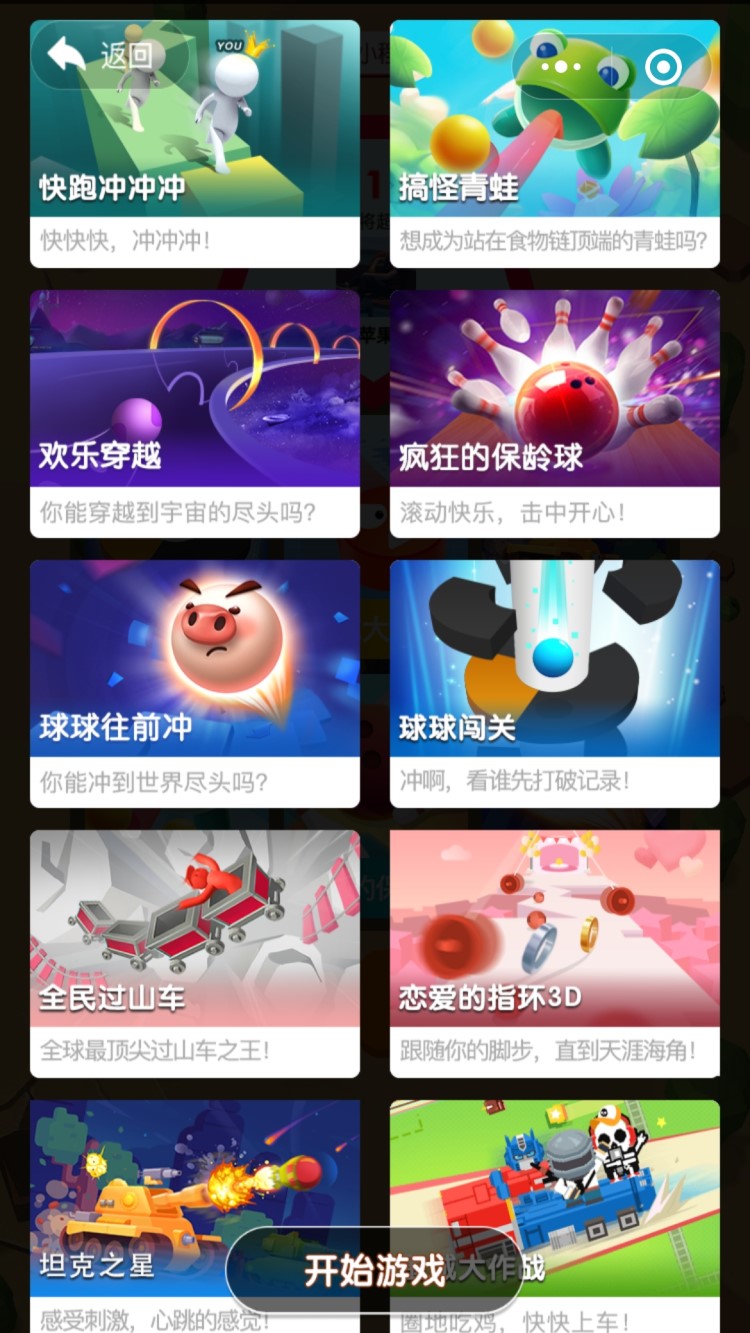 返回
YOU
快跑冲冲冲
快快快，冲冲冲！
搞怪青蛙
想成为站在食物链顶端的青蛙吗？
欢乐穿越
你能穿越到宇宙的尽头吗？
疯狂的保龄球
滚动快乐，击中开心！
球球往前冲
你能冲到世界尽头吗？
球球闯关
冲啊，看谁先打破记录！
全民过山车
全球最顶尖过山车之王！
恋爱的指环3D
跟随你的脚步，直到天涯海角！
坦克之星
感受刺激，心跳的感觉！
大作战
圈地吃鸡，快快上车！
开始游戏